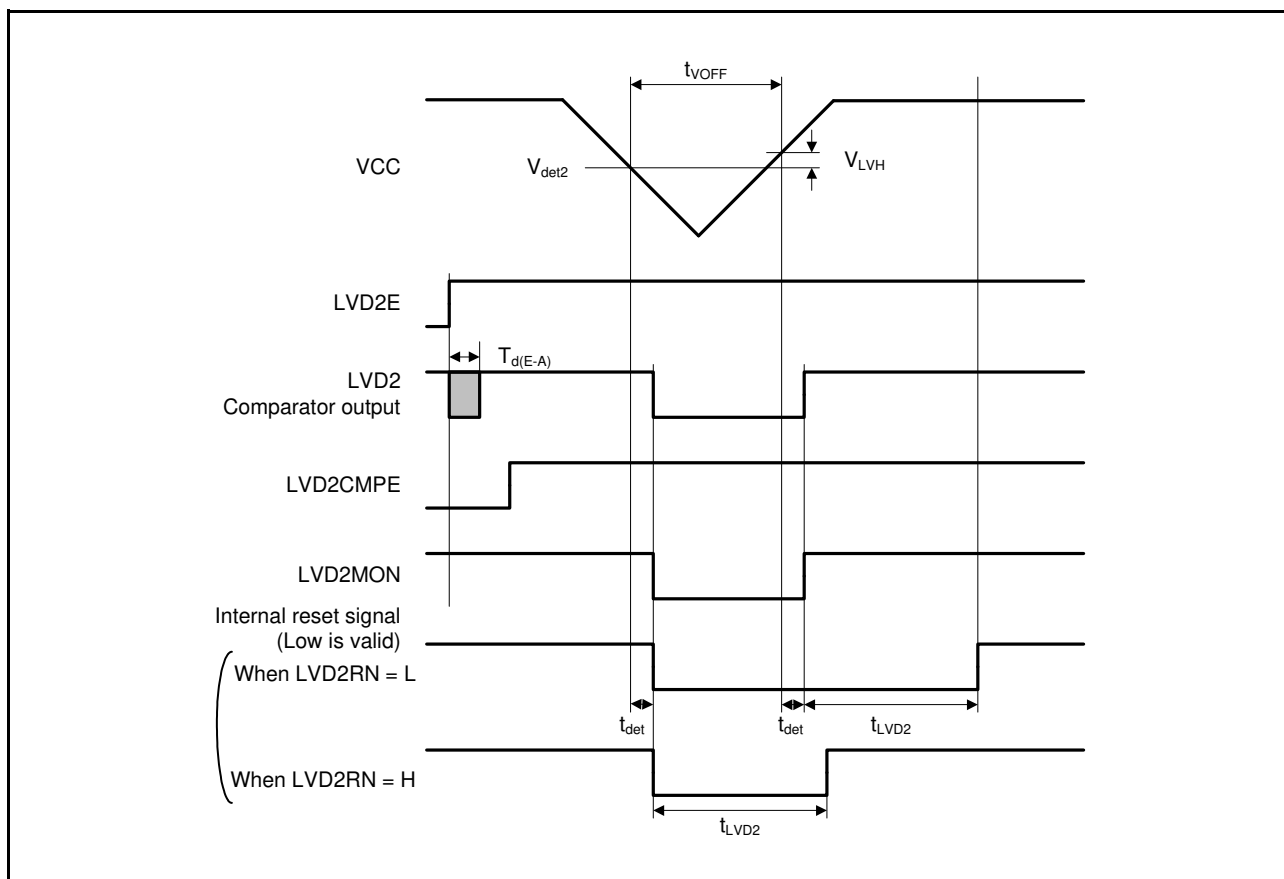 tVOFF
VCC
Vdet2
VLVH
LVD2E
Td(E-A)
LVD2
Comparator output
LVD2CMPE
LVD2MON
Internal reset signal
(Low is valid)
When LVD2RN = L
tdet
tdet
tLVD2
When LVD2RN = H
tLVD2